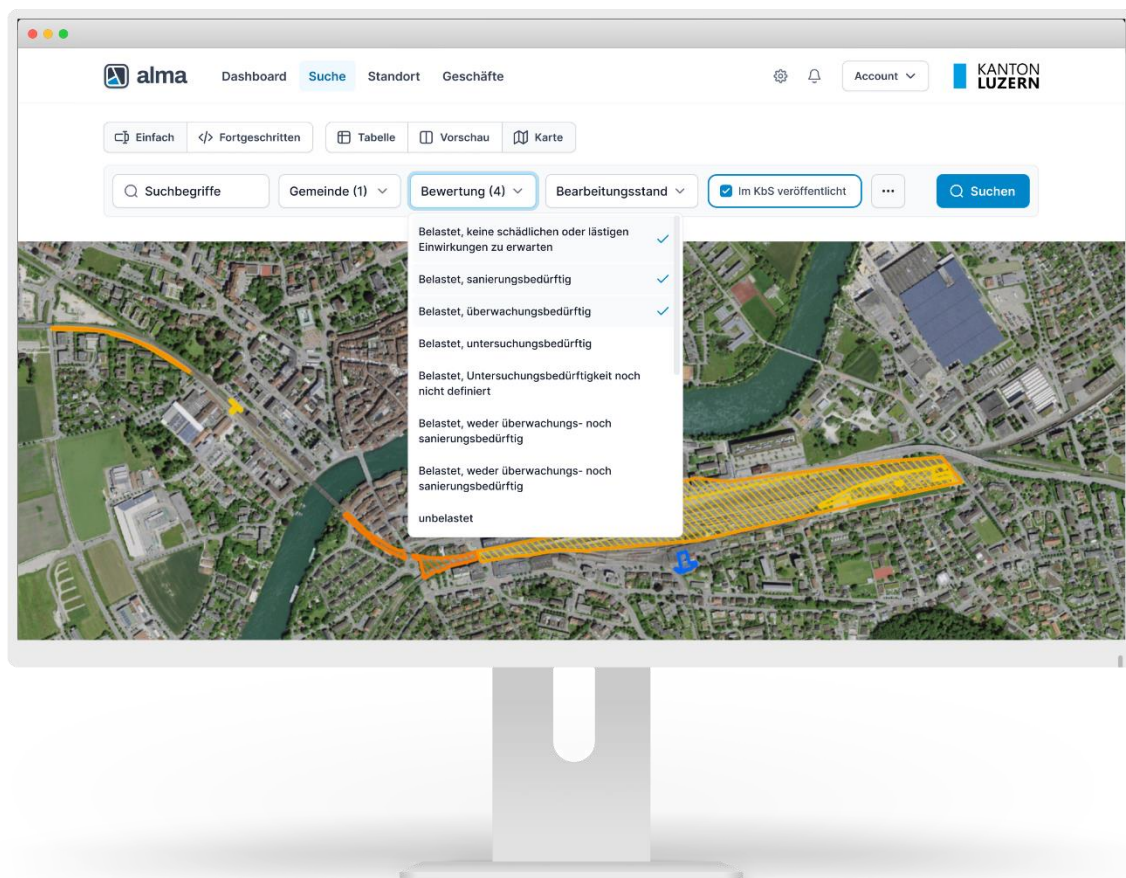 alma
Dashboard Suche Standort Geschäfte
Account
KANTON
LUZERN
Einfach </> Fortgeschritten Tabelle Vorschau Karte
Suchbegriffe Gemeinde (1) Bewertung (4) Bearbeitungsstand Im KbS veröffentlicht ... Suchen
Belastet, keine schädlichen oder lästigen
Einwirkungen zu erwarten
Belastet, sanierungsbedürftig
Belastet, überwachungsbedürftig
Belastet, untersuchungsbedürftig
Belastet, Untersuchungsbedürftigkeit noch
nicht definiert
Belastet, weder überwachungs- noch
sanierungsbedürftig
Belastet, weder überwachungs- noch
sanierungsbedürftig
unbelastet